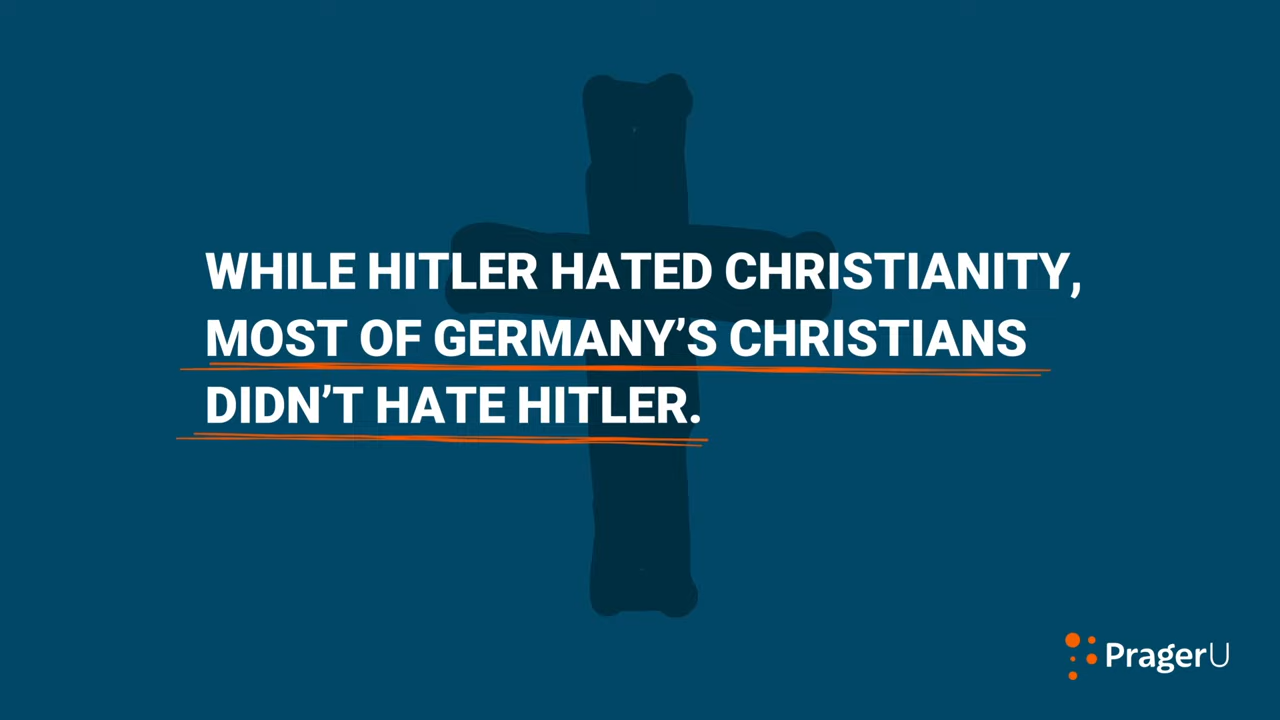 WHILE HITLER HATED CHRISTIANITY,
MOST OF GERMANY'S CHRISTIANS
DIDN'T HATE HITLER.
PragerU